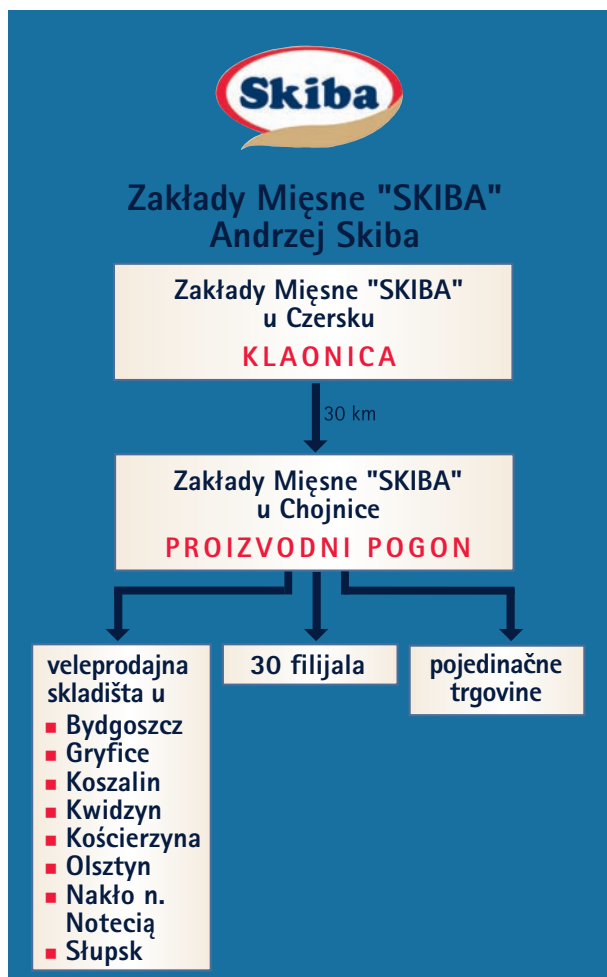 Skiba
Zakłady Mięsne "SKIBA"
Andrzej Skiba
Zakłady Mięsne "SKIBA"
u Czersku
KLAONICA
30 km
Zakłady Mięsne "SKIBA"
u Chojnice
PROIZVODNI POGON
veleprodajna
skladišta u
Bydgoszcz
Gryfice
Koszalin
Kwidzyn
Kościerzyna
Olsztyn
Nakło n.
Notecią
Słupsk
30 filijala
pojedinačne
trgovine